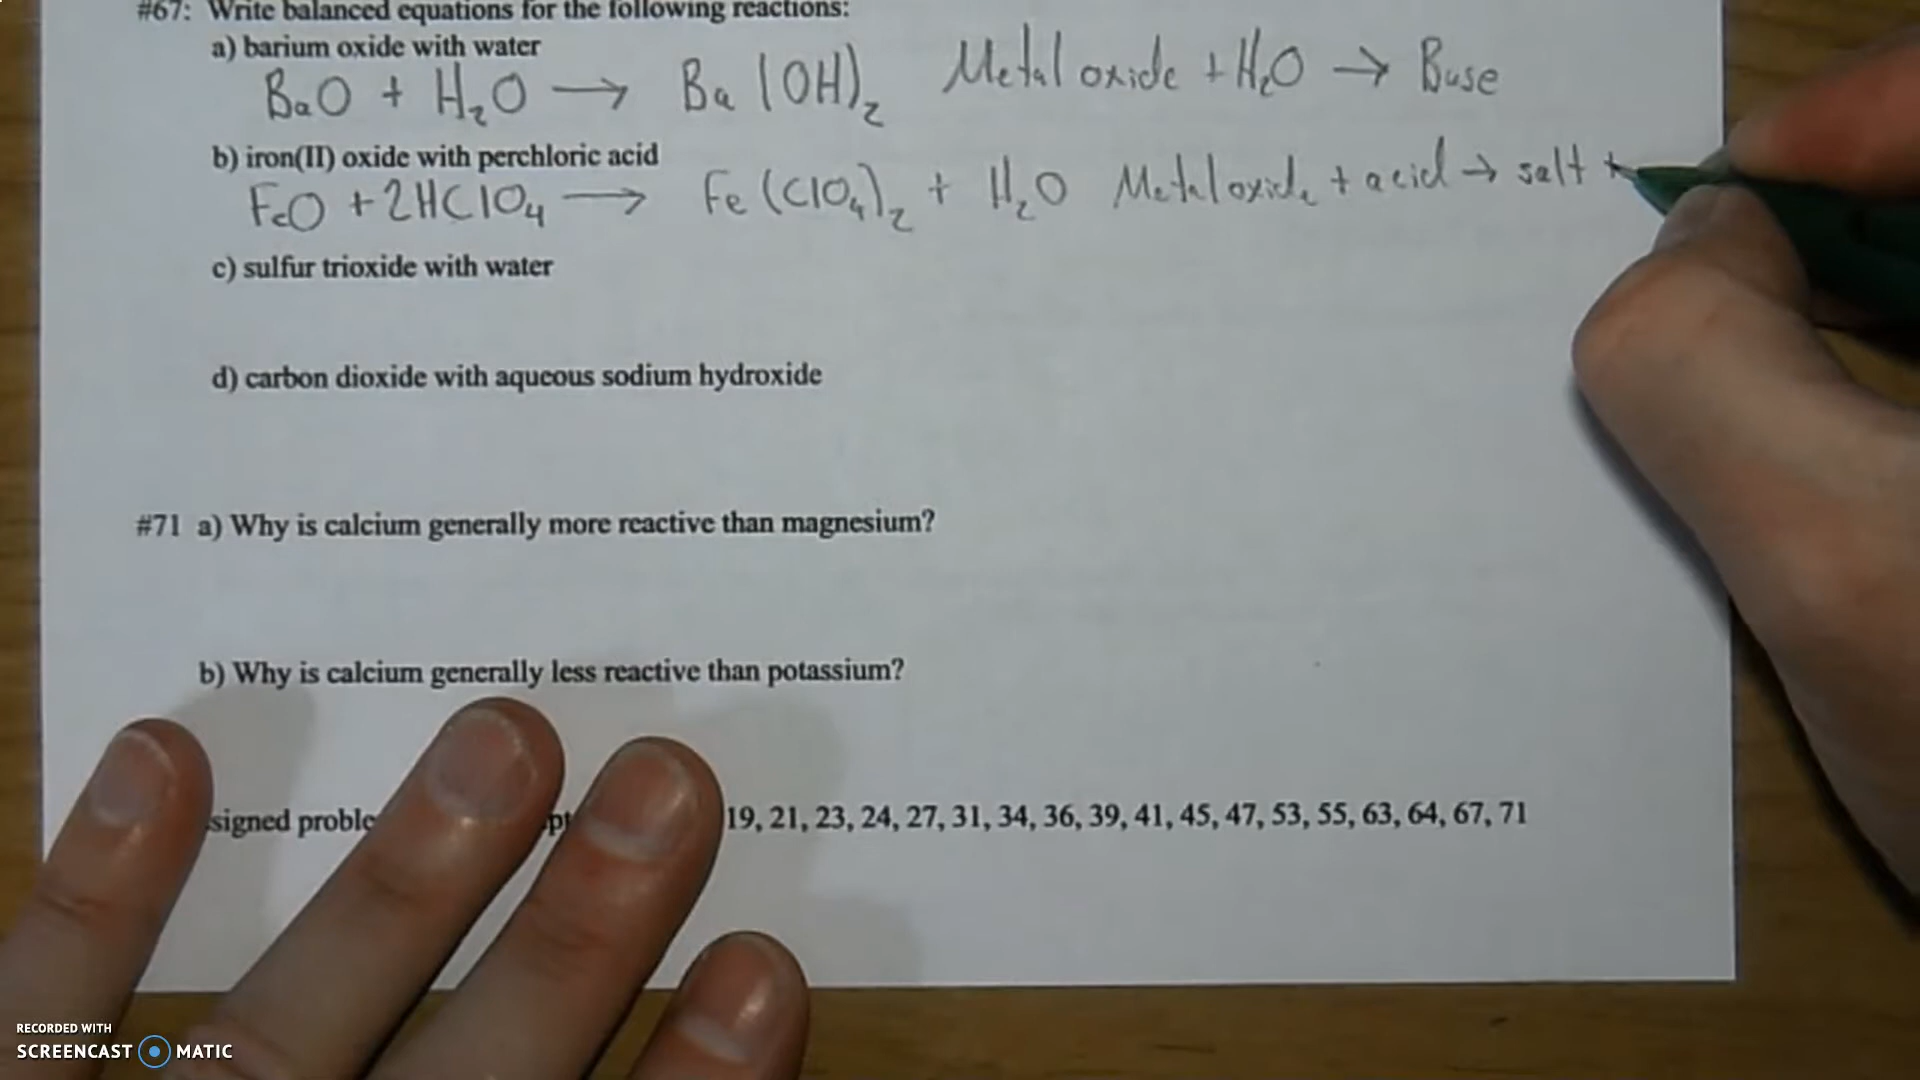 #67: Write balanced equations for the following reactions:
a) barium oxide with water
BaO + H₂O → Ba(OH)₂ Metal oxide + H₂O → Base
b) iron(II) oxide with perchloric acid
FeO + 2HClO₄ → Fe(ClO₄)₂ + H₂O Metal oxide + acid → salt +
c) sulfur trioxide with water
d) carbon dioxide with aqueous sodium hydroxide
#71 a) Why is calcium generally more reactive than magnesium?
b) Why is calcium generally less reactive than potassium?
signed 19, 21, 23, 24, 27, 31, 34, 36, 39, 41, 45, 47, 53, 55, 63, 64, 67, 71
RECORDED WITH
SCREENCAST MATIC